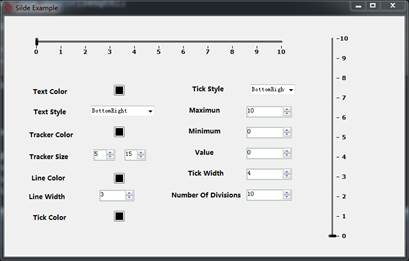 Silde Example
0 1 2 3 4 5 6 7 8 9 10
10
9
8
7
6
5
4
3
2
1
0
Text Color
Tick Style BottomRigh
Text Style BottomRight
Maximun 10
Tracker Color
Minimum 0
Tracker Size 5 15
Value 0
Line Color
Tick Width 4
Line Width 3
Number Of Divisions 10
Tick Color